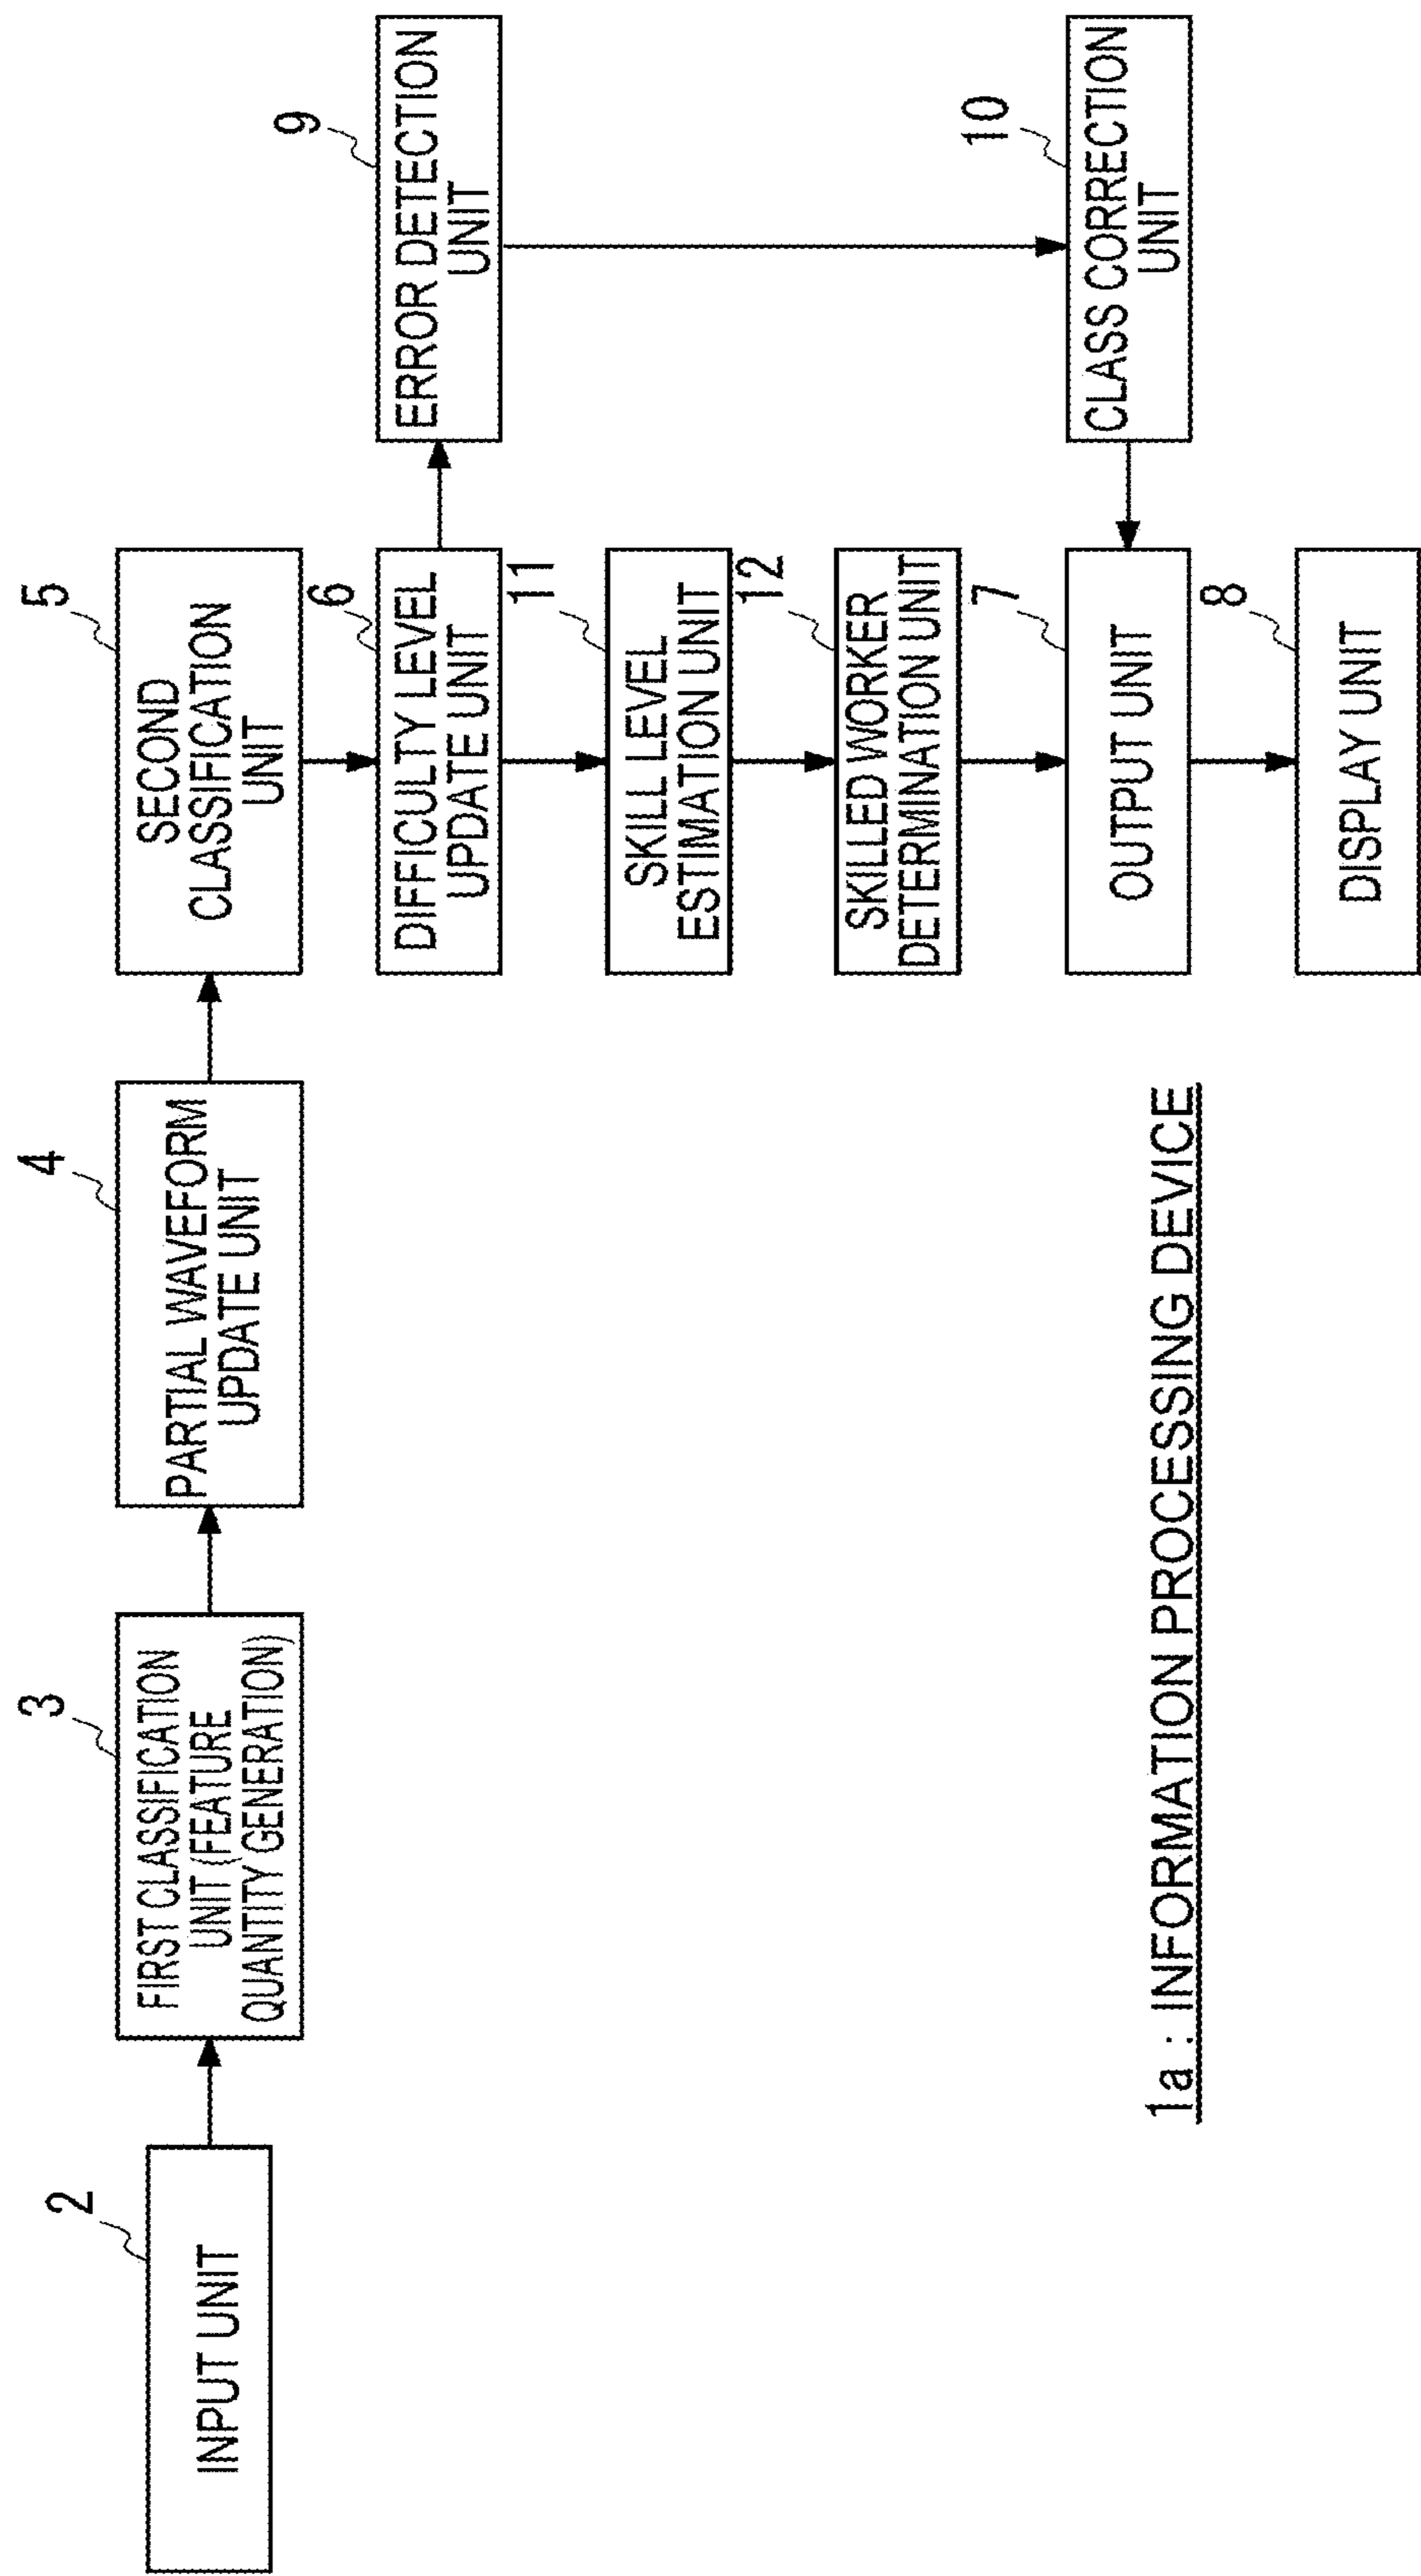 2
INPUT UNIT
3
FIRST CLASSIFICATION
UNIT (FEATURE
QUANTITY GENERATION)
4
PARTIAL WAVEFORM
UPDATE UNIT
5
SECOND
CLASSIFICATION
UNIT
6
DIFFICULTY LEVEL
UPDATE UNIT
9
ERROR DETECTION
UNIT
11
SKILL LEVEL
ESTIMATION UNIT
12
SKILLED WORKER
DETERMINATION UNIT
7
OUTPUT UNIT
10
CLASS CORRECTION
UNIT
8
DISPLAY UNIT
1a : INFORMATION PROCESSING DEVICE